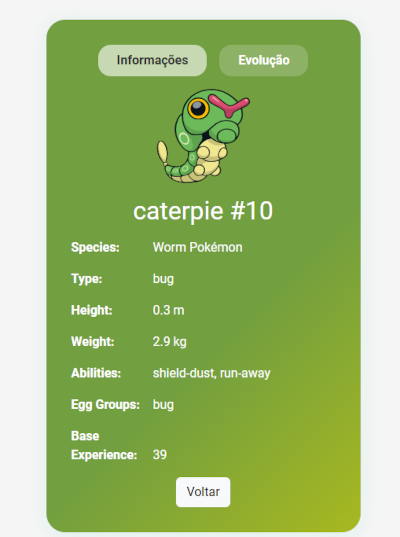 Informações Evolução
caterpie #10
Species: Worm Pokémon
Type: bug
Height: 0.3 m
Weight: 2.9 kg
Abilities: shield-dust, run-away
Egg Groups: bug
Base
Experience: 39
Voltar